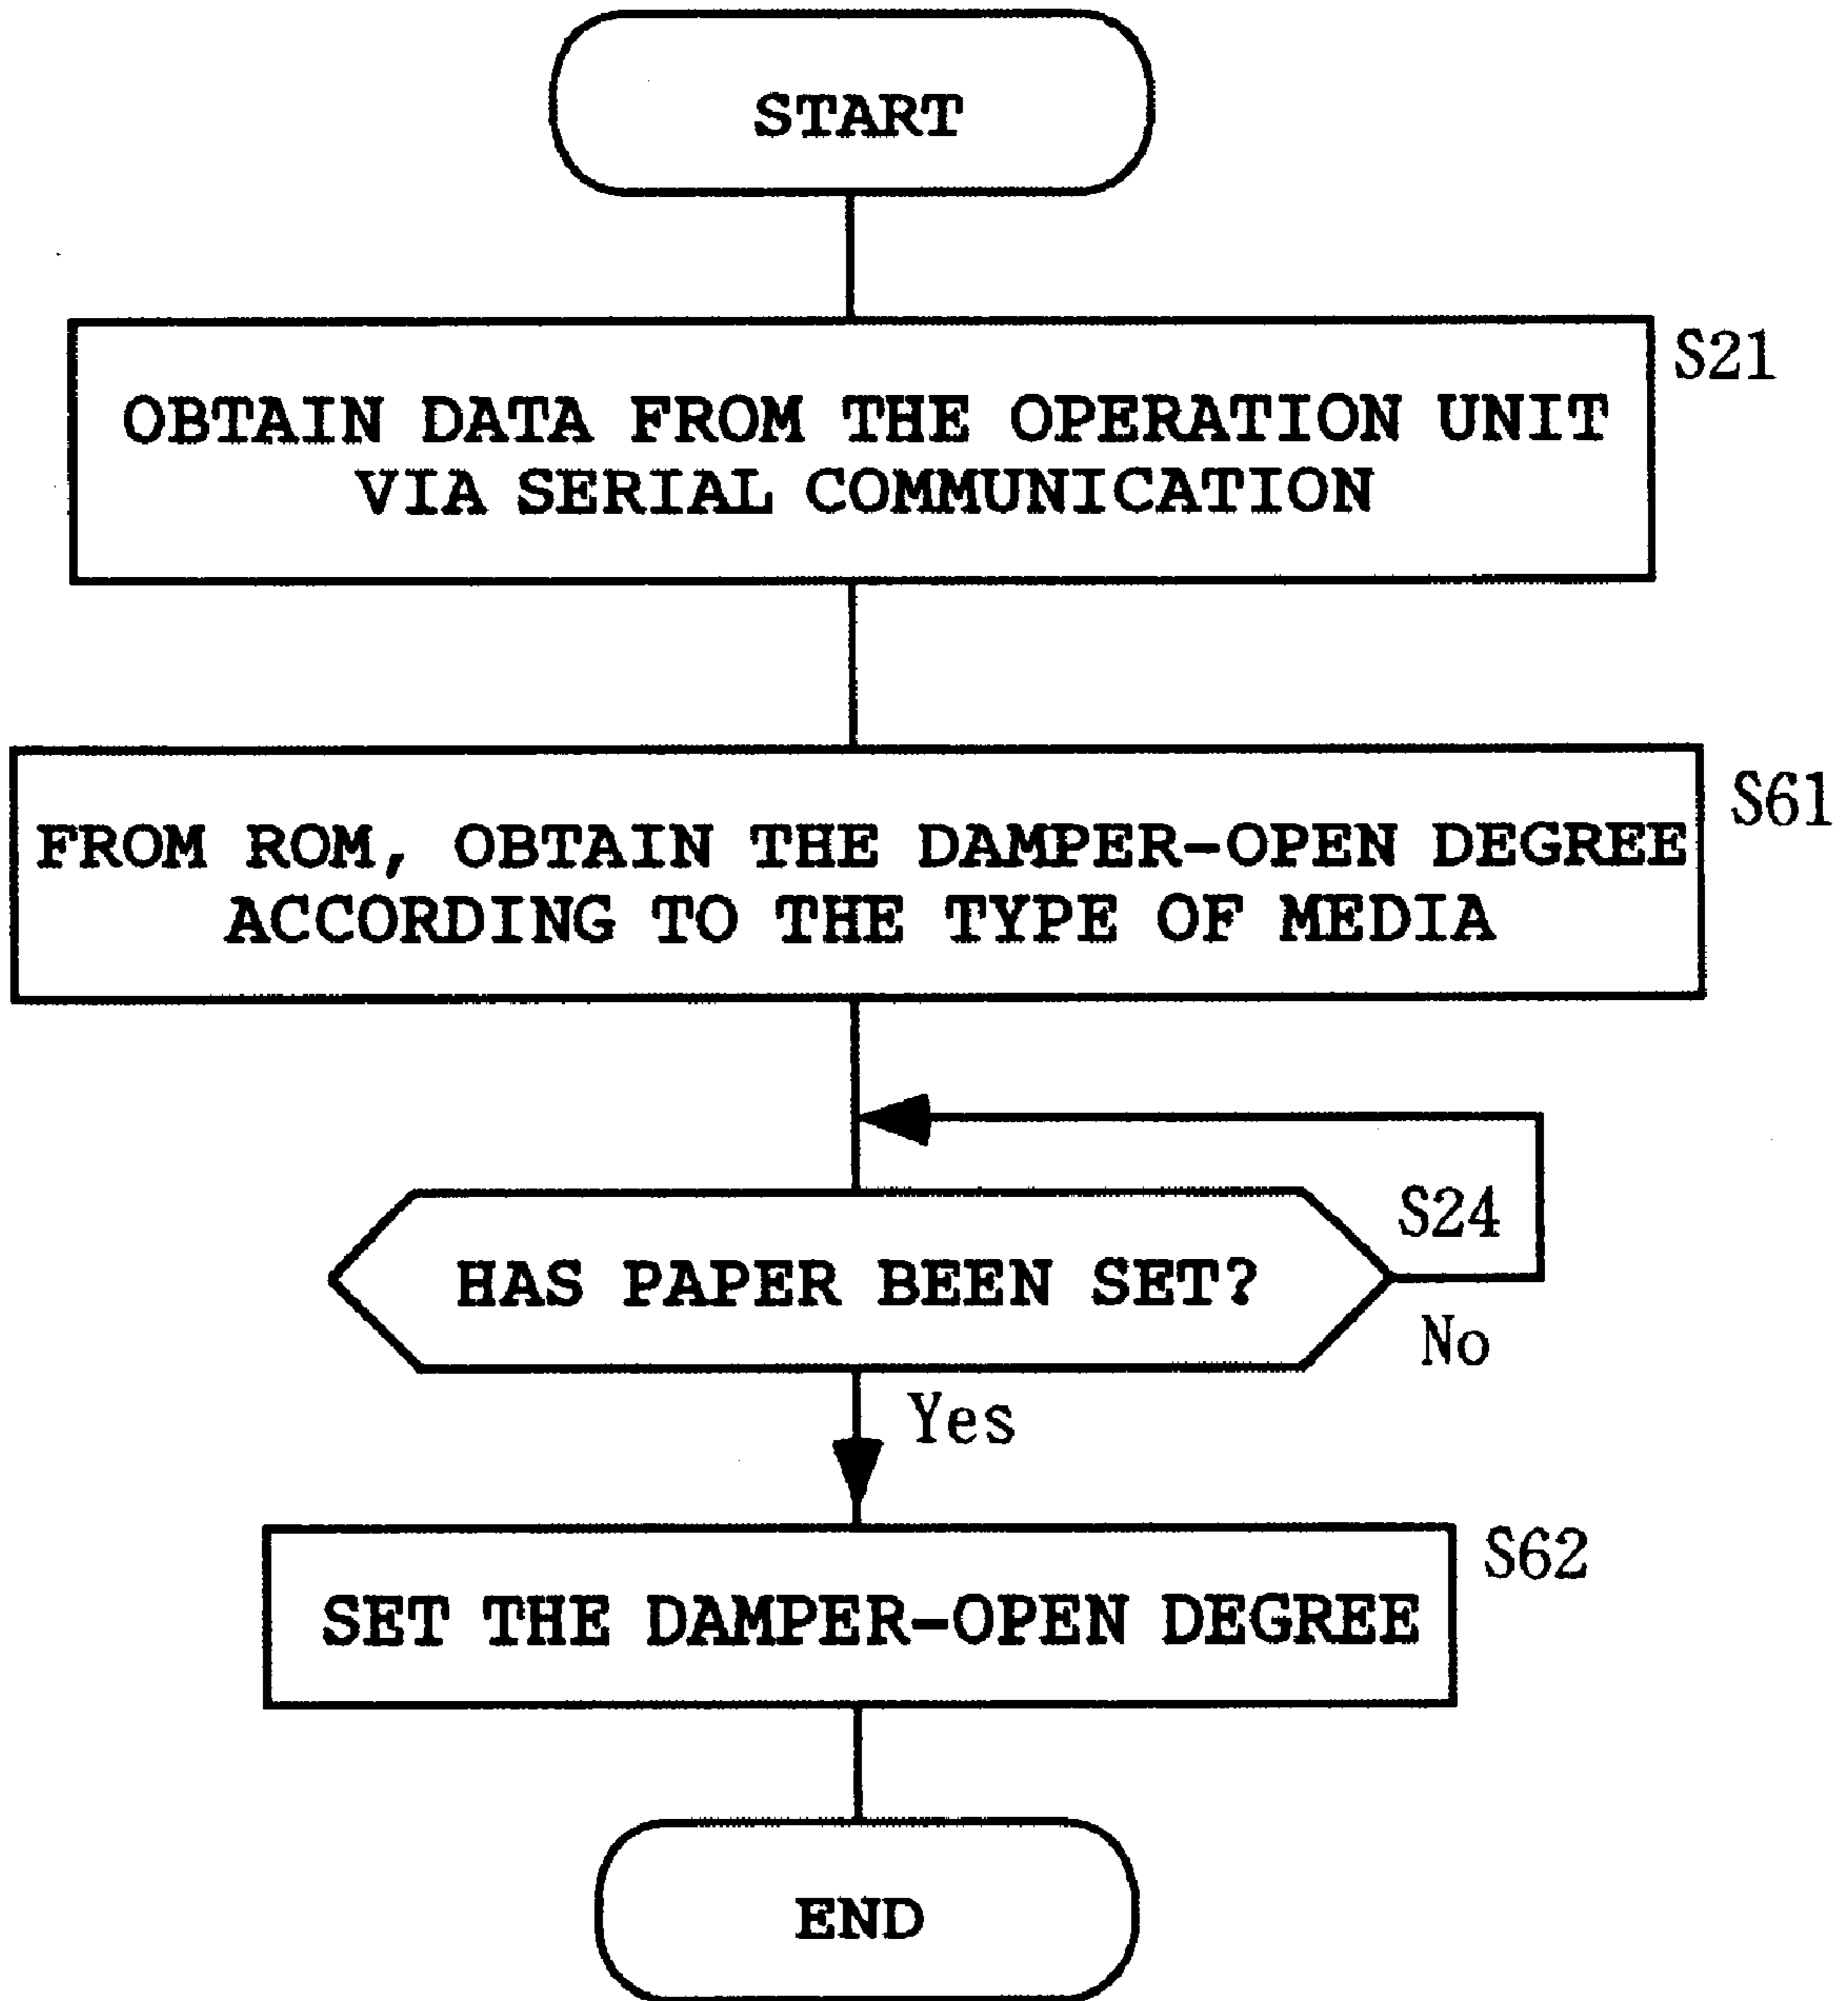 START
S21
OBTAIN DATA FROM THE OPERATION UNIT
VIA SERIAL COMMUNICATION
S61
FROM ROM, OBTAIN THE DAMPER-OPEN DEGREE
ACCORDING TO THE TYPE OF MEDIA
S24
HAS PAPER BEEN SET?
No
Yes
S62
SET THE DAMPER-OPEN DEGREE
END